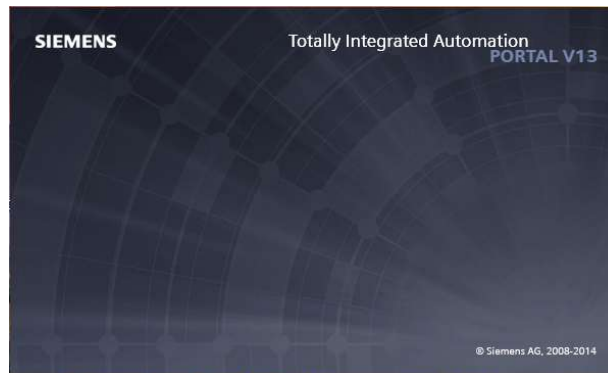 SIEMENS
Totally Integrated Automation
PORTAL V13
© Siemens AG, 2008-2014